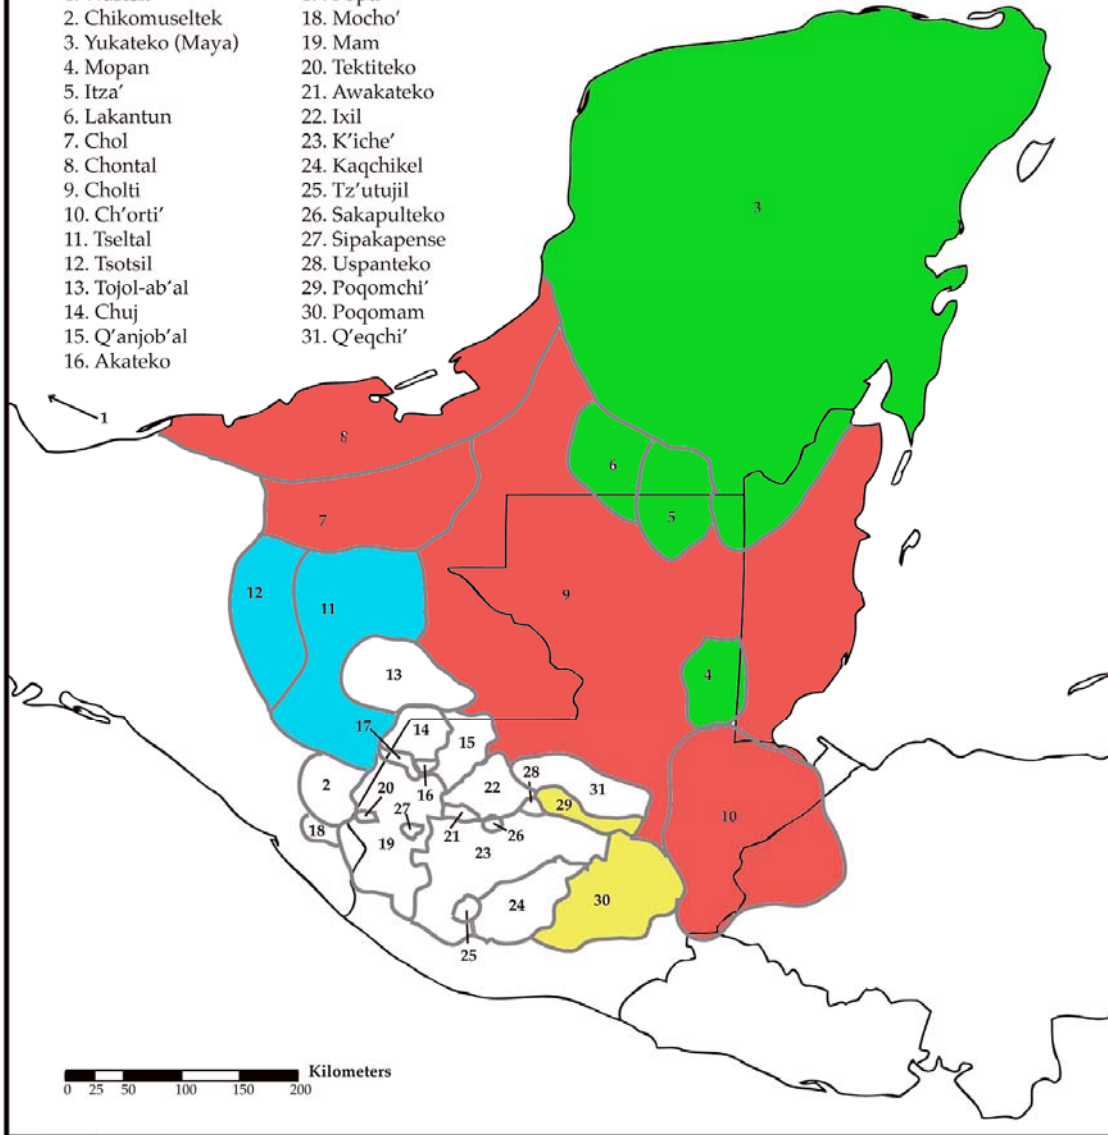 2. Chikomuseltek
3. Yukateko (Maya)
4. Mopan
5. Itza'
6. Lakantun
7. Chol
8. Chontal
9. Cholti
10. Ch'orti'
11. Tseltal
12. Tsotsil
13. Tojol-ab'al
14. Chuj
15. Q'anjob'al
16. Akateko
18. Mocho'
19. Mam
20. Tektiteko
21. Awakateko
22. Ixil
23. K'iche'
24. Kaqchikel
25. Tz'utujil
26. Sakapulteko
27. Sipakapense
28. Uspanteko
29. Poqomchi'
30. Poqomam
31. Q'eqchi'
3
1
8
6
5
7
12
11
9
13
4
17
14
15
2
20
16
22
28
29
31
18
27
19
21
26
23
10
24
30
25
Kilometers
0 25 50 100 150 200